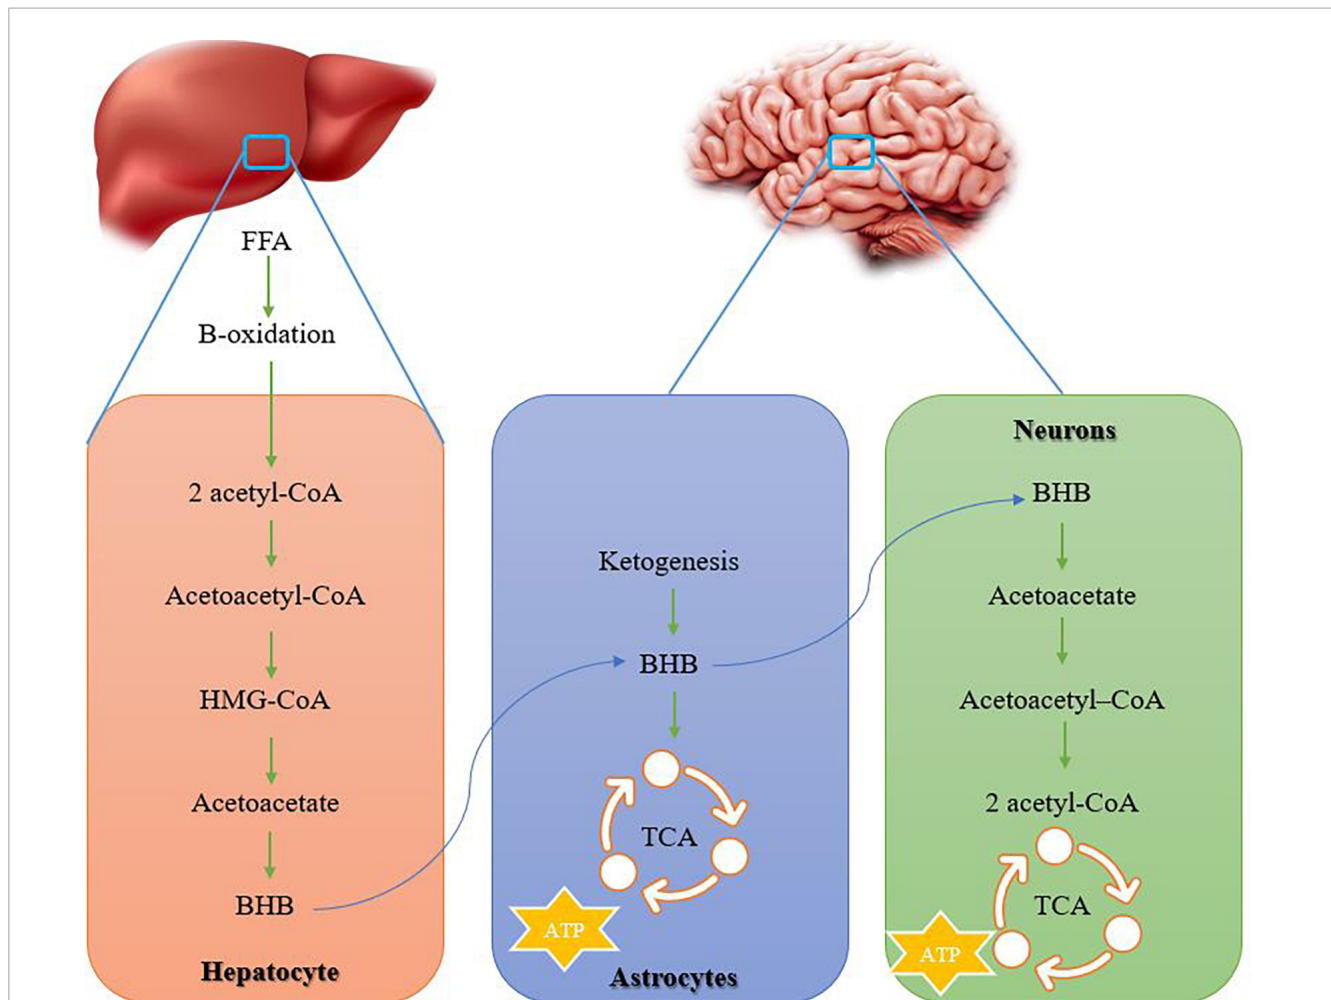 FFA
B-oxidation
2 acetyl-CoA
Acetoacetyl-CoA
HMG-CoA
Acetoacetate
BHB
Hepatocyte
Ketogenesis
BHB
TCA
ATP
Astrocytes
Neurons
BHB
Acetoacetate
Acetoacetyl–CoA
2 acetyl-CoA
TCA
ATP